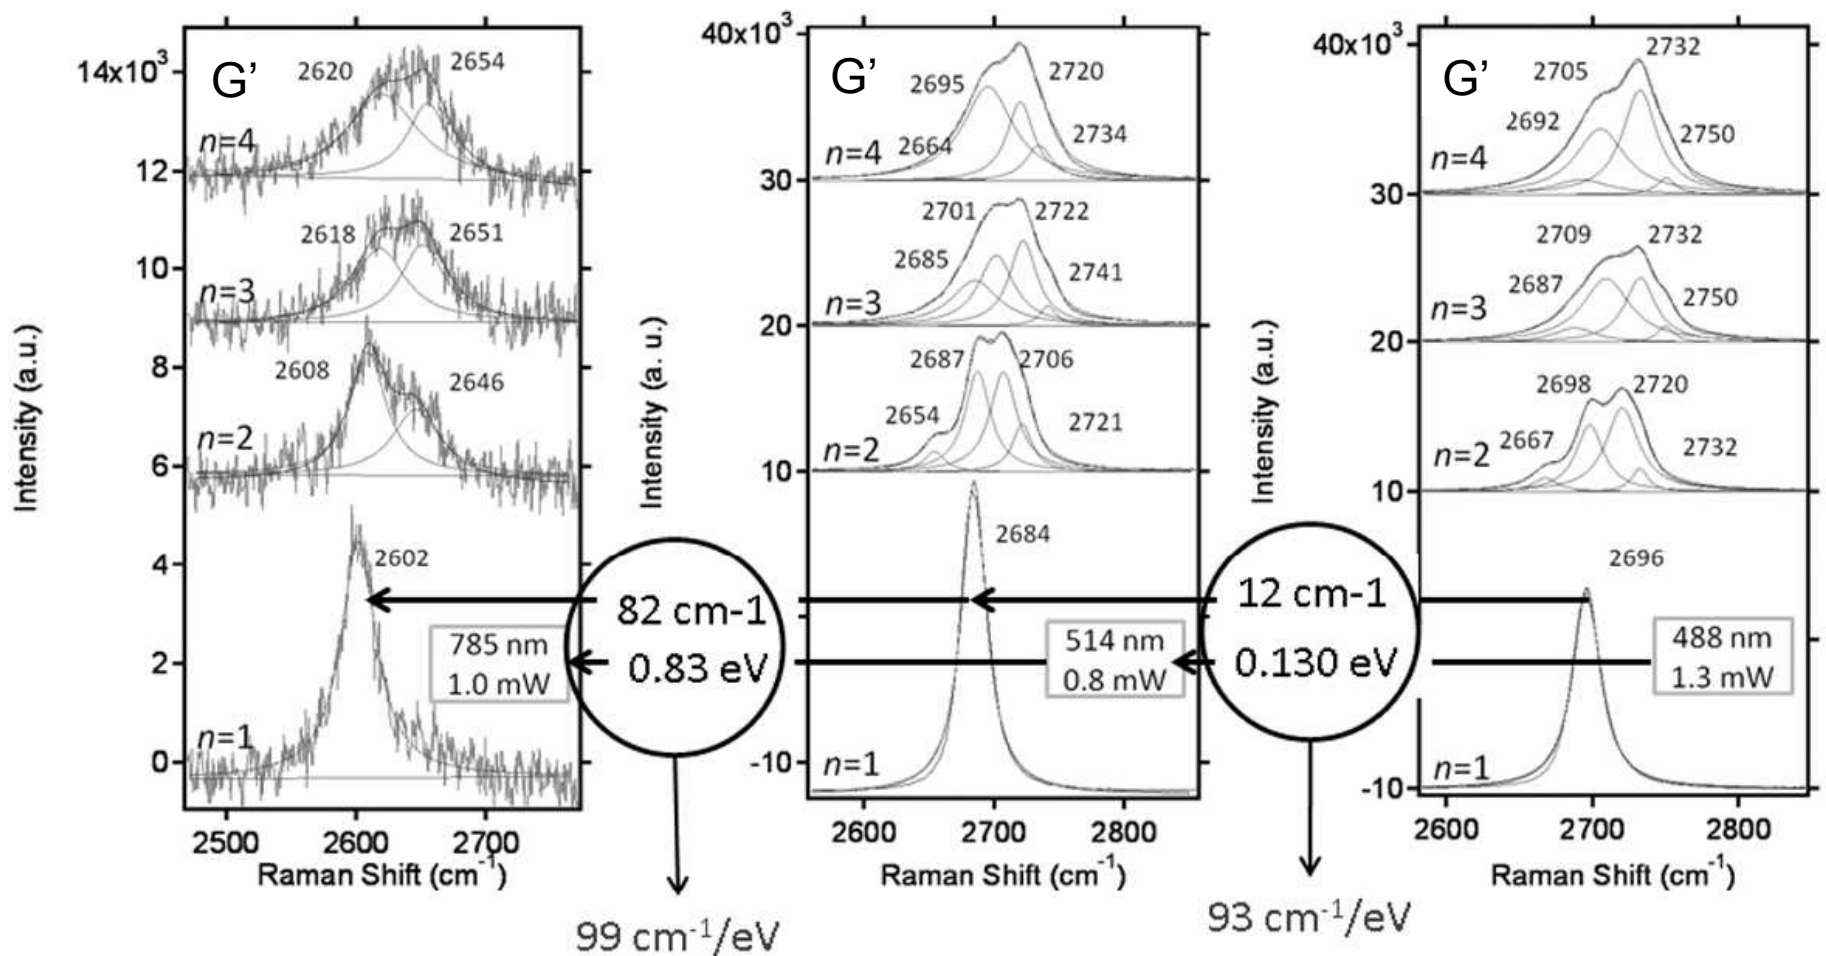 14x10³
12
10
8
6
4
2
0
Intensity (a.u.)
G’
2620
2654
n=4
2618
2651
n=3
2608
2646
n=2
2602
n=1
785 nm
1.0 mW
2500 2600 2700
Raman Shift (cm⁻¹)
82 cm-1
0.83 eV
99 cm⁻¹/eV
40x10³
30
20
10
-10
Intensity (a. u.)
G’
2695
2720
2664
2734
n=4
2701
2722
2685
2741
n=3
2687
2706
2654
2721
n=2
2684
n=1
514 nm
0.8 mW
2600 2700 2800
Raman Shift (cm⁻¹)
12 cm-1
0.130 eV
93 cm⁻¹/eV
40x10³
30
20
10
-10
Intensity (a.u.)
G’
2705
2732
2692
2750
n=4
2709
2732
2687
2750
n=3
2698
2720
2667
2732
n=2
2696
n=1
488 nm
1.3 mW
2600 2700 2800
Raman Shift (cm⁻¹)